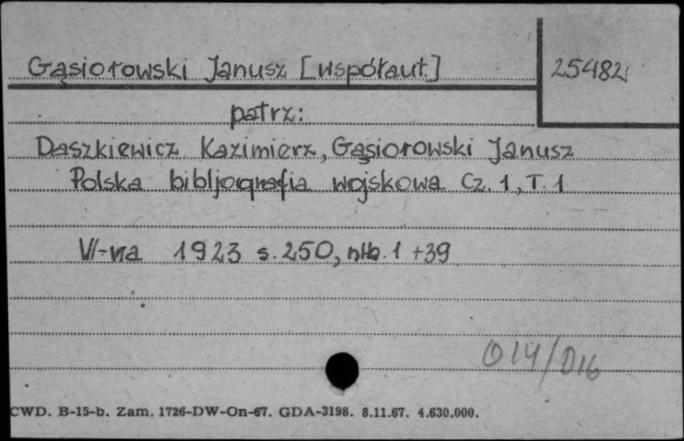 Gąsiorowski Janusz [współaut.] 25482
patrz:
Daszkiewicz Kazimierz, Gąsiorowski Janusz
Polska bibljografia wojskowa Cz. 1, T. 1
W-wa 1923 s. 250, nlb. 1 +39
014/016
CWD. B-15-b. Zam. 1726-DW-On-67. GDA-3198. 8.11.67. 4.630.000.